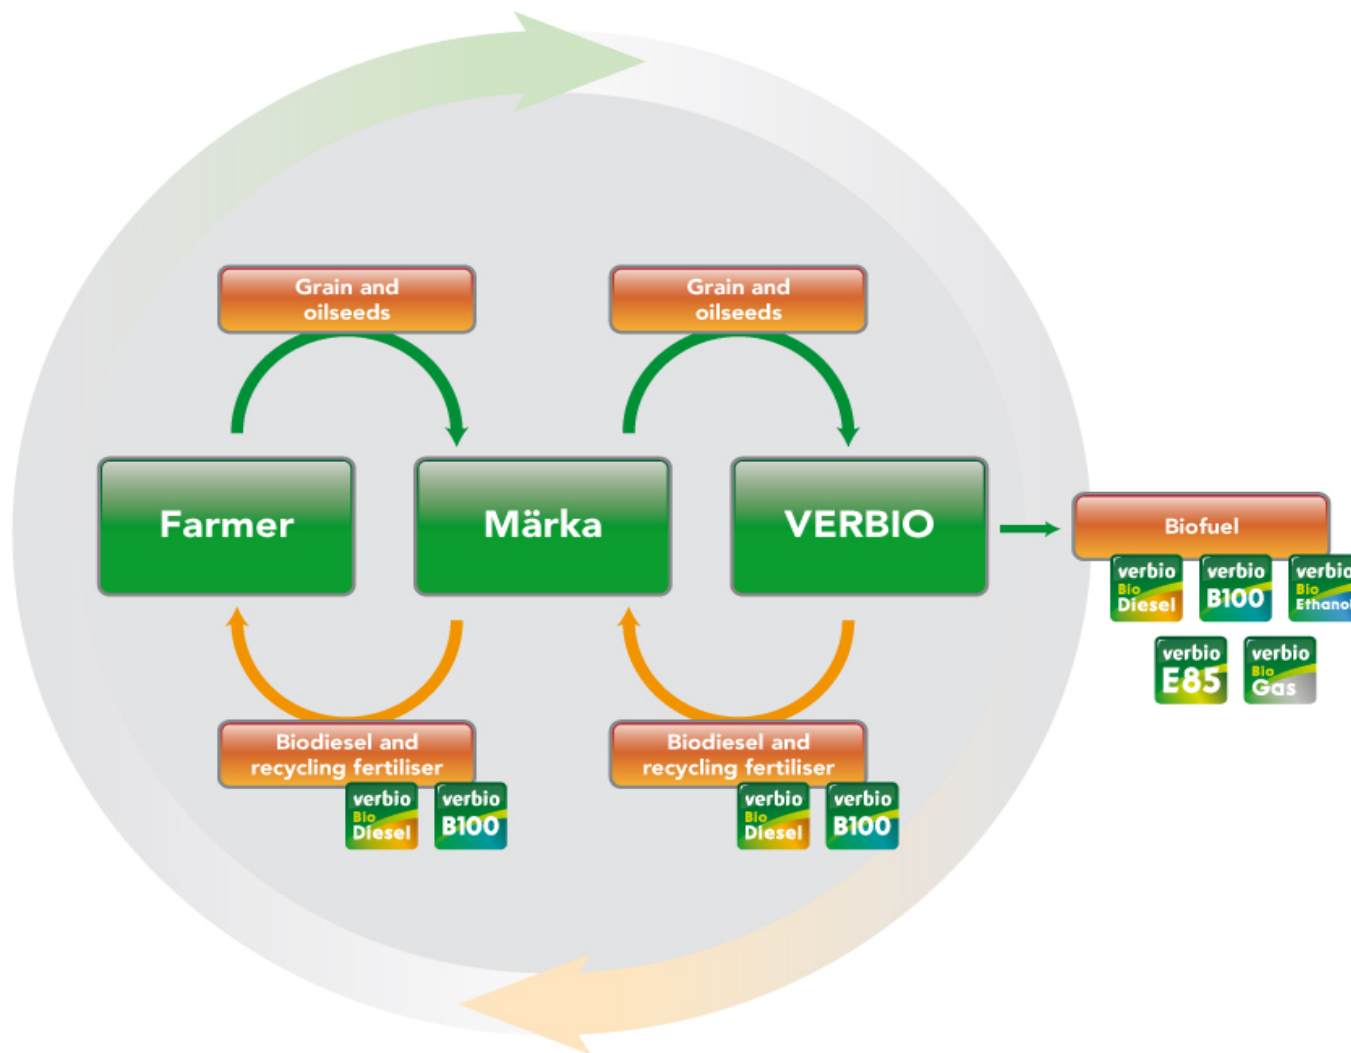 Grain and
oilseeds
Grain and
oilseeds
Farmer
Märka
VERBIO
Biofuel
verbio
Bio
Diesel
verbio
B100
verbio
Bio
Ethanol
verbio
E85
verbio
Bio
Gas
Biodiesel and
recycling fertiliser
verbio
Bio
Diesel
verbio
B100
Biodiesel and
recycling fertiliser
verbio
Bio
Diesel
verbio
B100